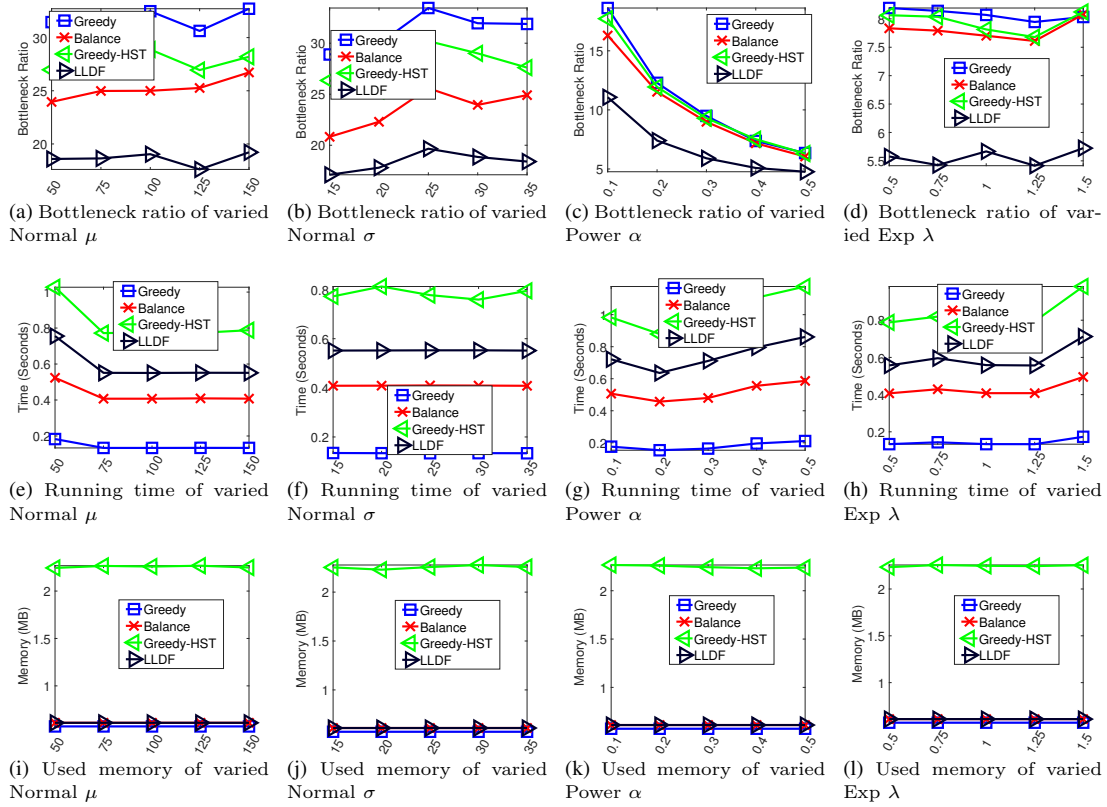 Bottleneck Ratio
30
25
20
Greedy
Balance
Greedy-HST
LLDF
50
75
100
125
150
(a) Bottleneck ratio of varied
Normal μ
Bottleneck Ratio
30
25
20
Greedy
Balance
Greedy-HST
LLDF
15
20
25
30
35
(b) Bottleneck ratio of varied
Normal σ
Bottleneck Ratio
15
10
5
Greedy
Balance
Greedy-HST
LLDF
0.1
0.2
0.3
0.4
0.5
(c) Bottleneck ratio of varied
Power α
Bottleneck Ratio
8
7.5
7
6.5
6
5.5
Greedy
Balance
Greedy-HST
LLDF
0.5
0.75
1
1.25
1.5
(d) Bottleneck ratio of var-
ied Exp λ
Time (Seconds)
1
0.8
0.6
0.4
0.2
Greedy
Balance
Greedy-HST
LLDF
50
75
100
125
150
(e) Running time of varied
Normal μ
Time (Seconds)
0.8
0.6
0.4
0.2
Greedy
Balance
Greedy-HST
LLDF
15
20
25
30
35
(f) Running time of varied
Normal σ
Time (Seconds)
1
0.8
0.6
0.4
0.2
Greedy
Balance
Greedy-HST
LLDF
0.1
0.2
0.3
0.4
0.5
(g) Running time of varied
Power α
Time (Seconds)
0.8
0.6
0.4
0.2
Greedy
Balance
Greedy-HST
LLDF
0.5
0.75
1
1.25
1.5
(h) Running time of varied
Exp λ
Memory (MB)
2
1.5
1
Greedy
Balance
Greedy-HST
LLDF
50
75
100
125
150
(i) Used memory of varied
Normal μ
Memory (MB)
2
1.5
1
Greedy
Balance
Greedy-HST
LLDF
15
20
25
30
35
(j) Used memory of varied
Normal σ
Memory (MB)
2
1.5
1
Greedy
Balance
Greedy-HST
LLDF
0.1
0.2
0.3
0.4
0.5
(k) Used memory of varied
Power α
Memory (MB)
2
1.5
1
Greedy
Balance
Greedy-HST
LLDF
0.5
0.75
1
1.25
1.5
(l) Used memory of varied
Exp λ